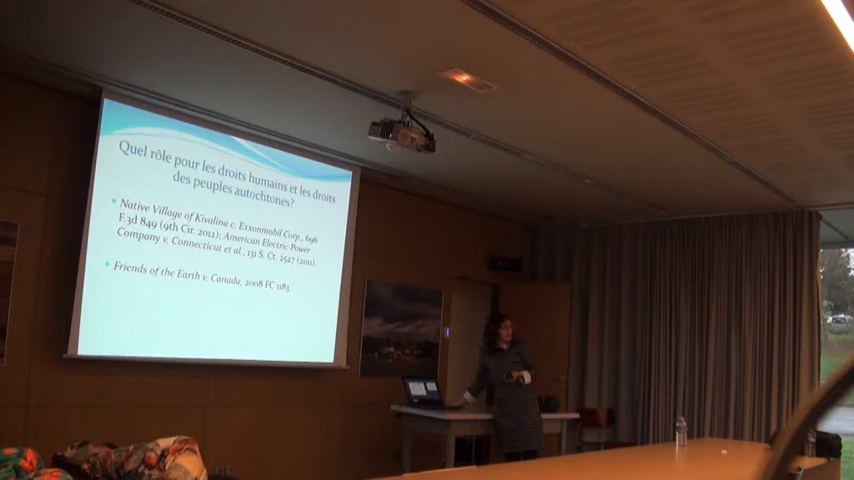 Quel rôle pour les droits humains et les droits
des peuples autochtones?
Native Village of Kivalina c. Exxonmobil Corp., 696
F.3d 849 (9th Cir. 2012); American Electric Power
Company v. Connecticut et al., 131 S. Ct. 2527 (2011).
Friends of the Earth v. Canada, 2008 FC 1183